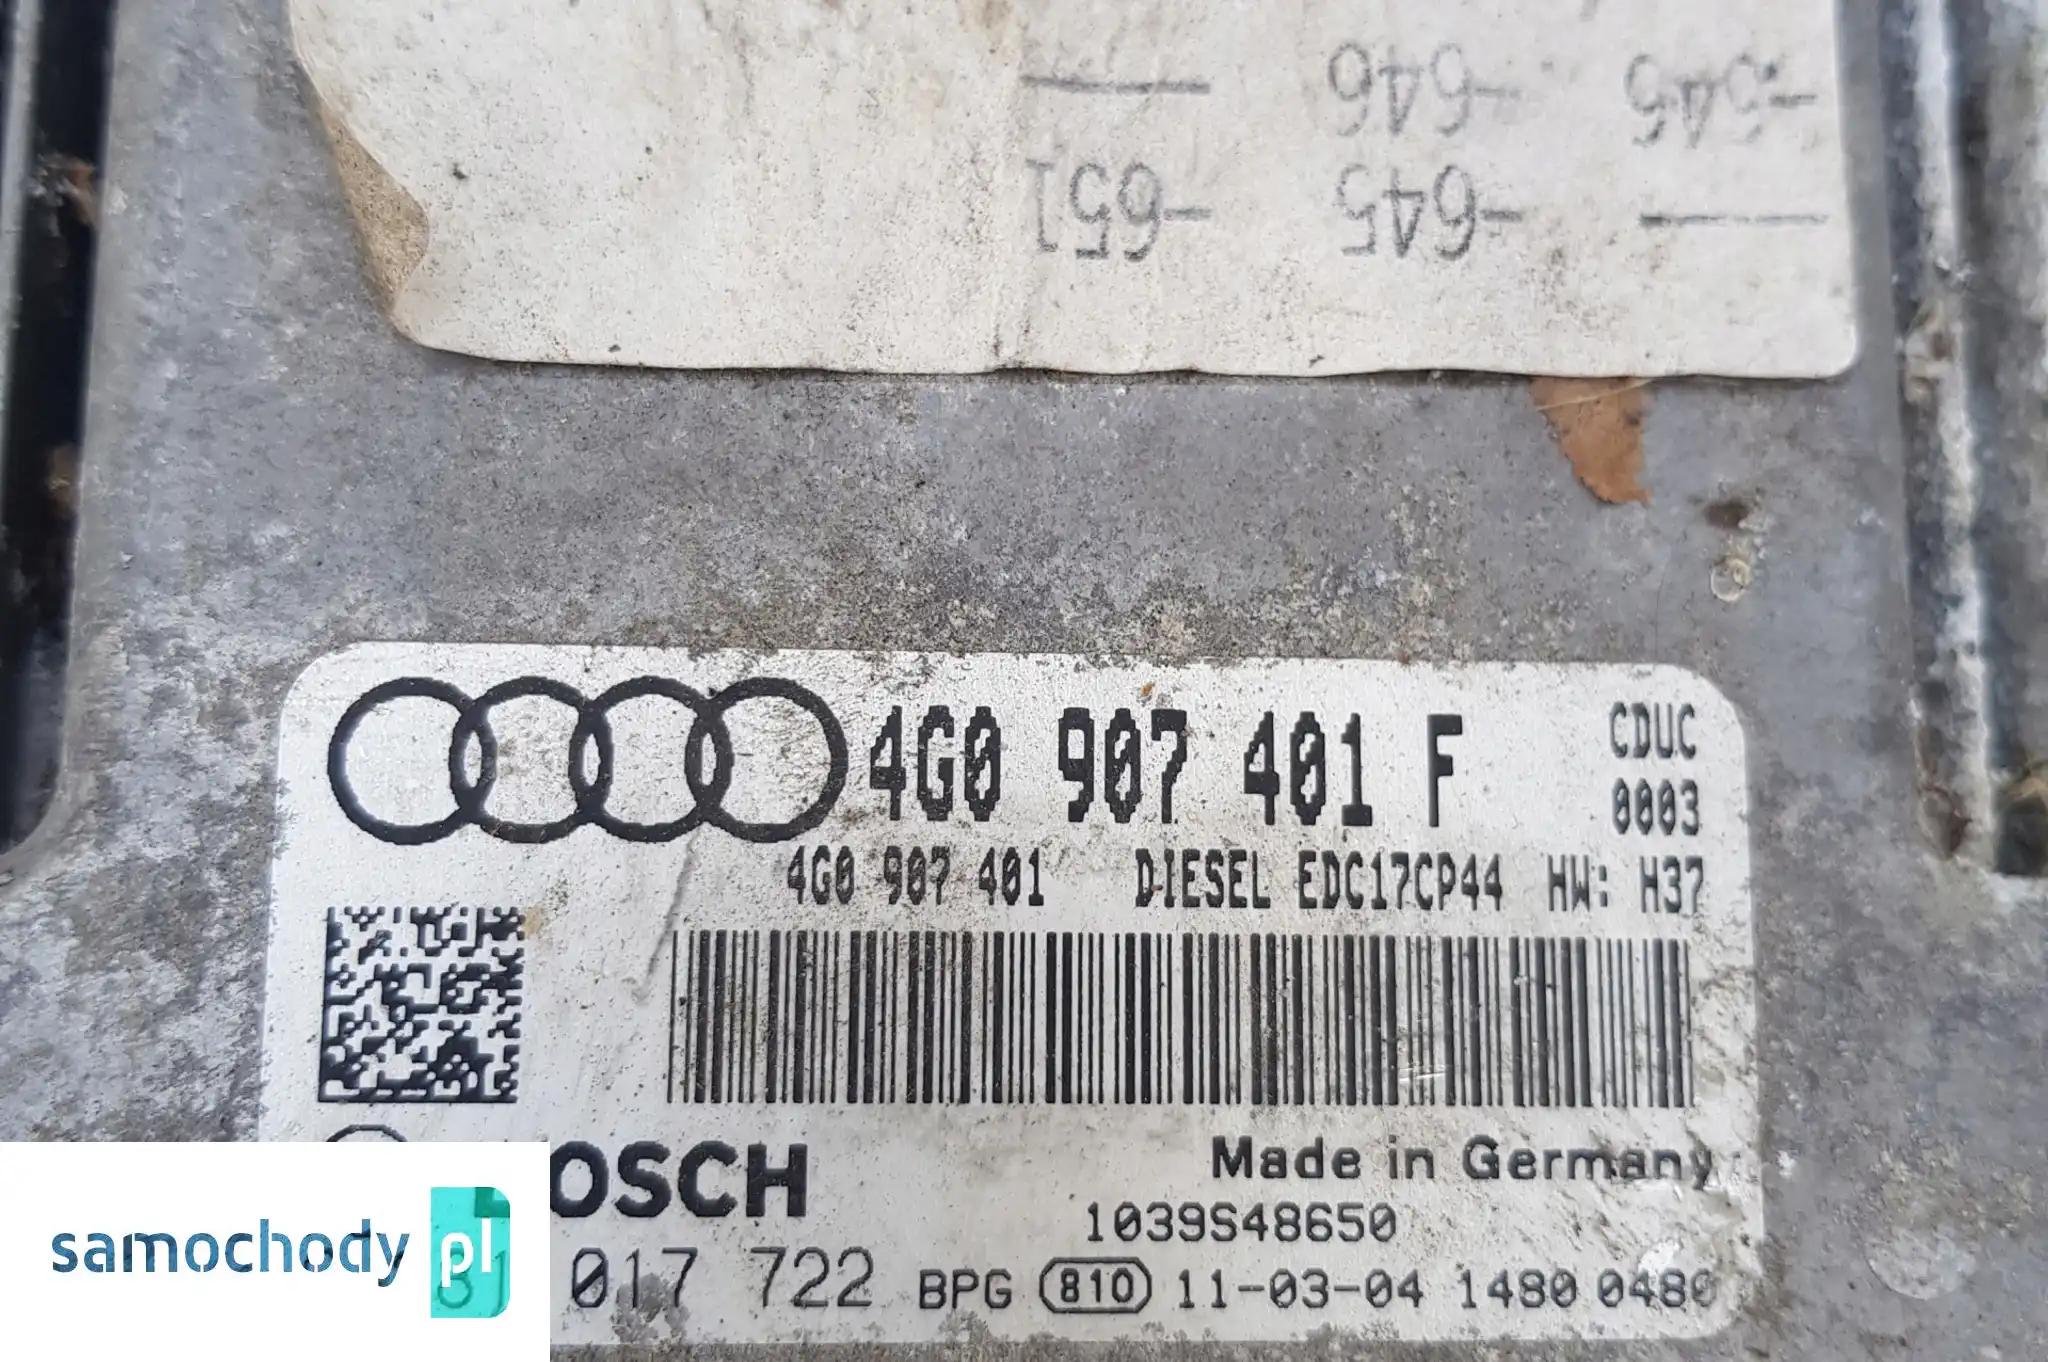 -546 -646
-651 -645
4G0 907 401 F
CDUC
0003
4G0 907 401 DIESEL EDC17CP44 HW: H37
OSCH
Made in Germany
1039S48650
017 722 BPG 810 11-03-04 1480 0480
samochody pl